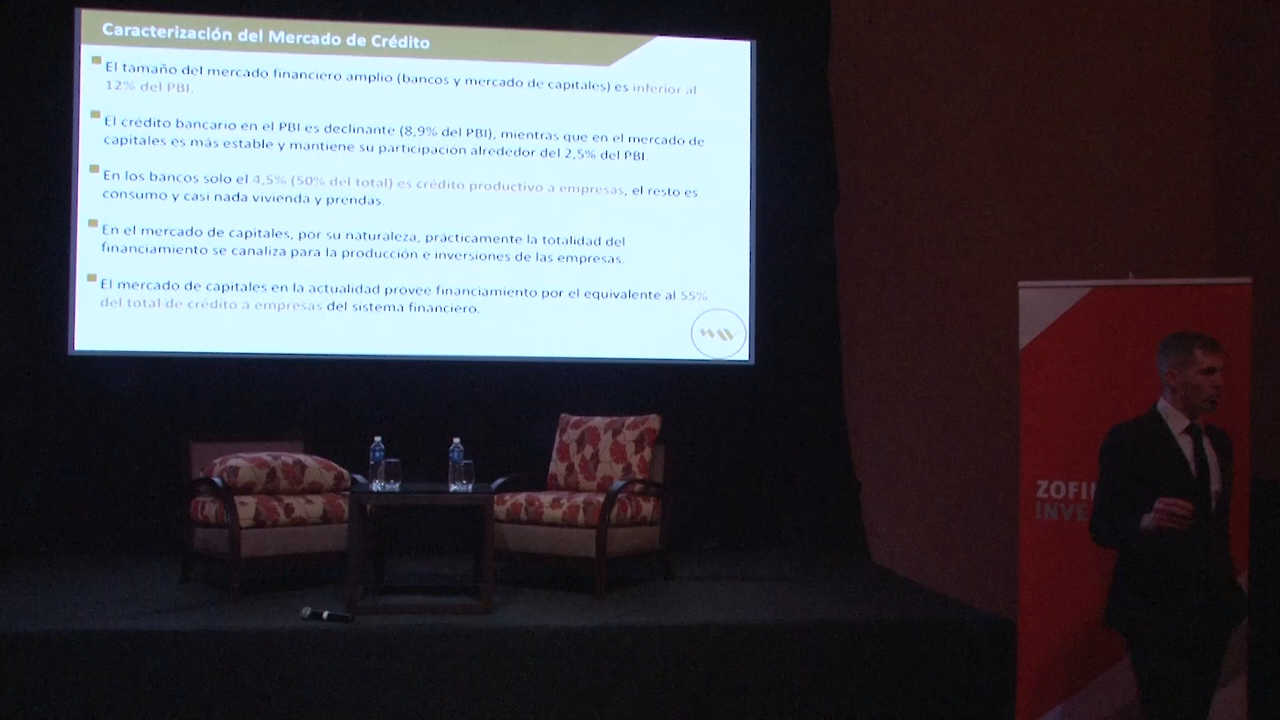 Caracterización del Mercado de Crédito
El tamaño del mercado financiero amplio (bancos y mercado de capitales) es inferior al
12% del PBI.
El crédito bancario en el PBI es declinante (8,9% del PBI), mientras que en el mercado de
capitales es más estable y mantiene su participación alrededor del 2,5% del PBI.
En los bancos solo el 4,5% (50% del total) es crédito productivo a empresas, el resto es
consumo y casi nada vivienda y prendas.
En el mercado de capitales, por su naturaleza, prácticamente la totalidad del
financiamiento se canaliza para la producción e inversiones de las empresas.
El mercado de capitales en la actualidad provee financiamiento por el equivalente al 55%
del total de crédito a empresas del sistema financiero.
ZOFI
INVE